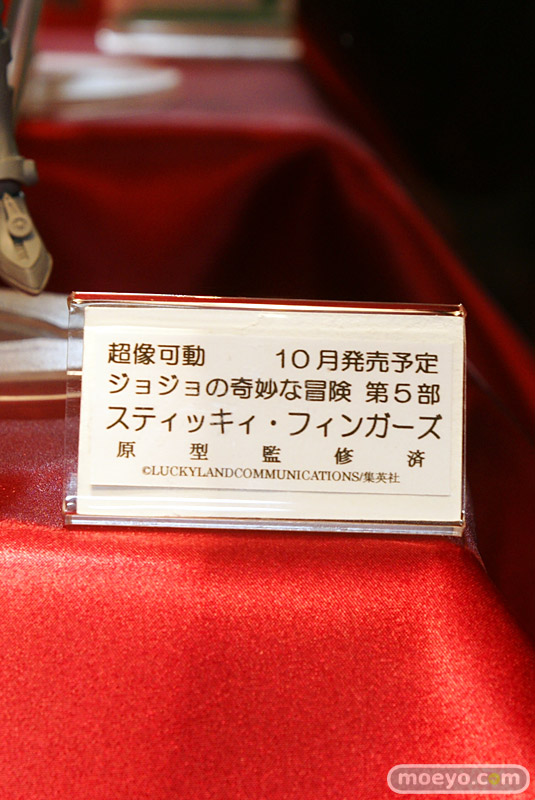 超像可動 10月発売予定
ジョジョの奇妙な冒険 第5部
スティッキィ・フィンガーズ
原型監修済
©LUCKYLANDCOMMUNICATIONS/集英社
moeyo.com